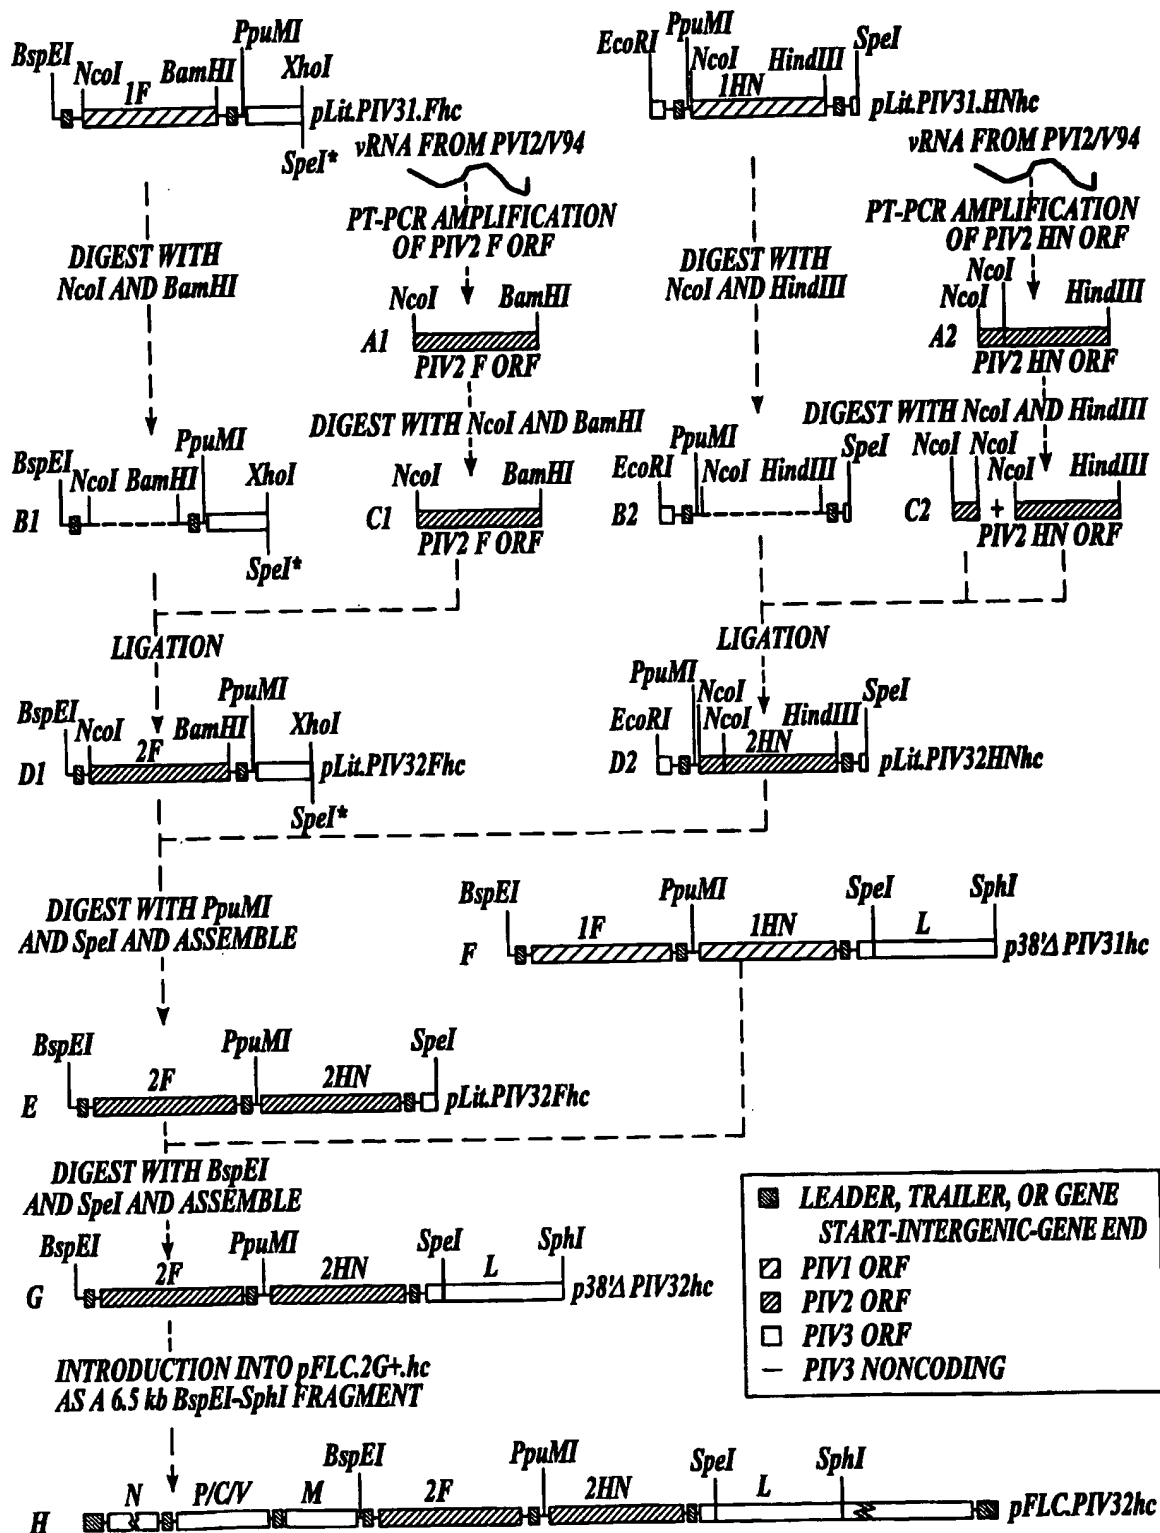 BspEI
NcoI
1F
BamHI
PpuMI
XhoI
pLit.PIV31.Fhc
SpeI*
EcoRI
PpuMI
NcoI
1HN
HindIII
SpeI
pLit.PIV31.HNhc
vRNA FROM PVI2/V94
PT-PCR AMPLIFICATION
OF PIV2 F ORF
vRNA FROM PVI2/V94
PT-PCR AMPLIFICATION
OF PIV2 HN ORF
DIGEST WITH
NcoI AND BamHI
NcoI
BamHI
A1
PIV2 F ORF
DIGEST WITH
NcoI AND HindIII
NcoI
NcoI
HindIII
A2
PIV2 HN ORF
DIGEST WITH NcoI AND BamHI
DIGEST WITH NcoI AND HindIII
BspEI
NcoI
BamHI
PpuMI
XhoI
B1
SpeI*
NcoI
BamHI
C1
PIV2 F ORF
EcoRI
PpuMI
NcoI
HindIII
SpeI
B2
NcoI
NcoI
NcoI
HindIII
C2
+
PIV2 HN ORF
LIGATION
LIGATION
BspEI
NcoI
2F
BamHI
PpuMI
XhoI
D1
pLit.PIV32Fhc
SpeI*
EcoRI
PpuMI
NcoI
NcoI
2HN
HindIII
SpeI
D2
pLit.PIV32HNhc
DIGEST WITH PpuMI
AND SpeI AND ASSEMBLE
BspEI
1F
PpuMI
1HN
SpeI
L
SphI
F
p38'Δ PIV31hc
BspEI
2F
PpuMI
2HN
SpeI
E
pLit.PIV32Fhc
DIGEST WITH BspEI
AND SpeI AND ASSEMBLE
BspEI
2F
PpuMI
2HN
SpeI
L
SphI
G
p38'Δ PIV32hc
LEADER, TRAILER, OR GENE
START-INTERGENIC-GENE END
PIV1 ORF
PIV2 ORF
PIV3 ORF
PIV3 NONCODING
INTRODUCTION INTO pFLC.2G+.hc
AS A 6.5 kb BspEI-SphI FRAGMENT
N
P/C/V
M
BspEI
2F
PpuMI
2HN
SpeI
L
SphI
H
pFLC.PIV32hc